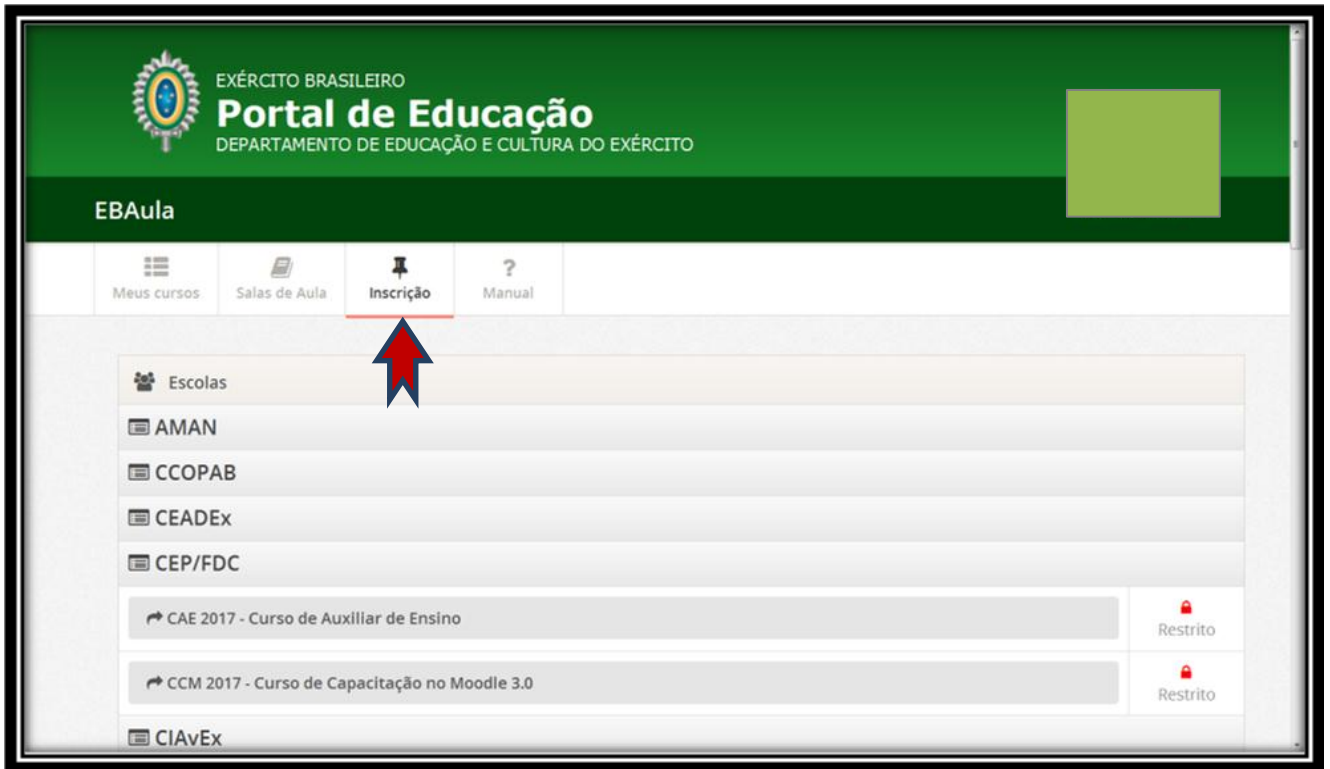 EXÉRCITO BRASILEIRO
Portal de Educação
DEPARTAMENTO DE EDUCAÇÃO E CULTURA DO EXÉRCITO
EBAula
Meus cursos
Salas de Aula
Inscrição
? Manual
Escolas
AMAN
CCOPAB
CEADEx
CEP/FDC
CAE 2017 - Curso de Auxiliar de Ensino
Restrito
CCM 2017 - Curso de Capacitação no Moodle 3.0
Restrito
CIAvEx